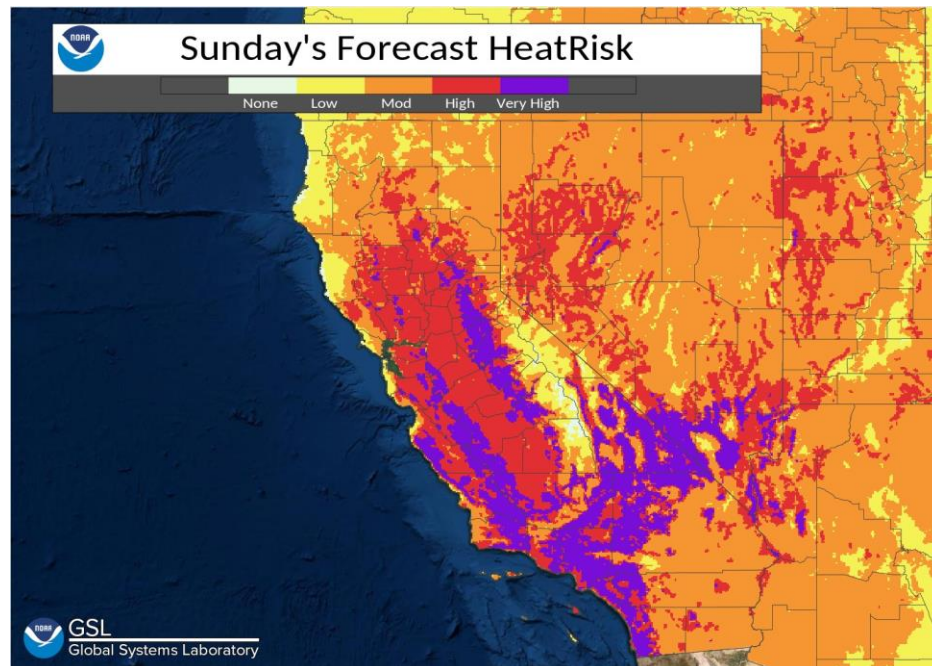 NOAA
Sunday's Forecast HeatRisk
None Low Mod High Very High
NOAA
GSL
Global Systems Laboratory